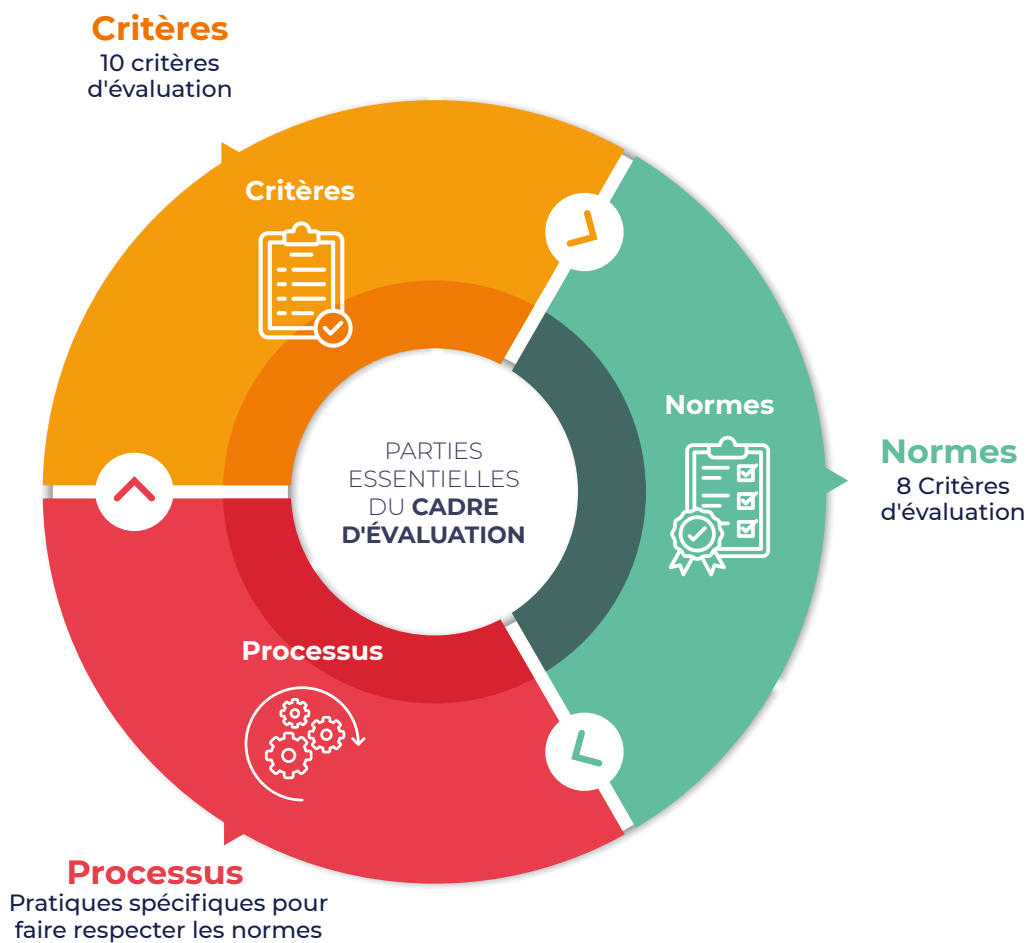 Critères
10 critères
d'évaluation
Critères
Normes
Normes
8 Critères
d'évaluation
PARTIES
ESSENTIELLES
DU CADRE
D'ÉVALUATION
Processus
Processus
Pratiques spécifiques pour
faire respecter les normes